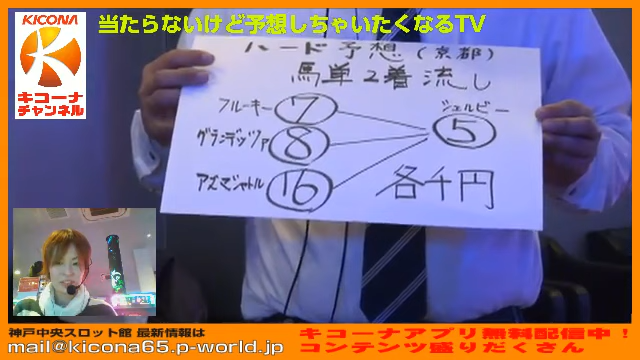 KICONA
キコーナ
チャンネル
当たらないけど予想しちゃいたくなるTV
ハード予想(京都)
馬単2着流し
フルーキー 7
グランデッツァ 8
アズマシャトル 16
シェルビー
5
各千円
神戸中央スロット館 最新情報は
mail@kicona65.p-world.jp
キコーナアプリ無料配信中！
コンテンツ盛りだくさん